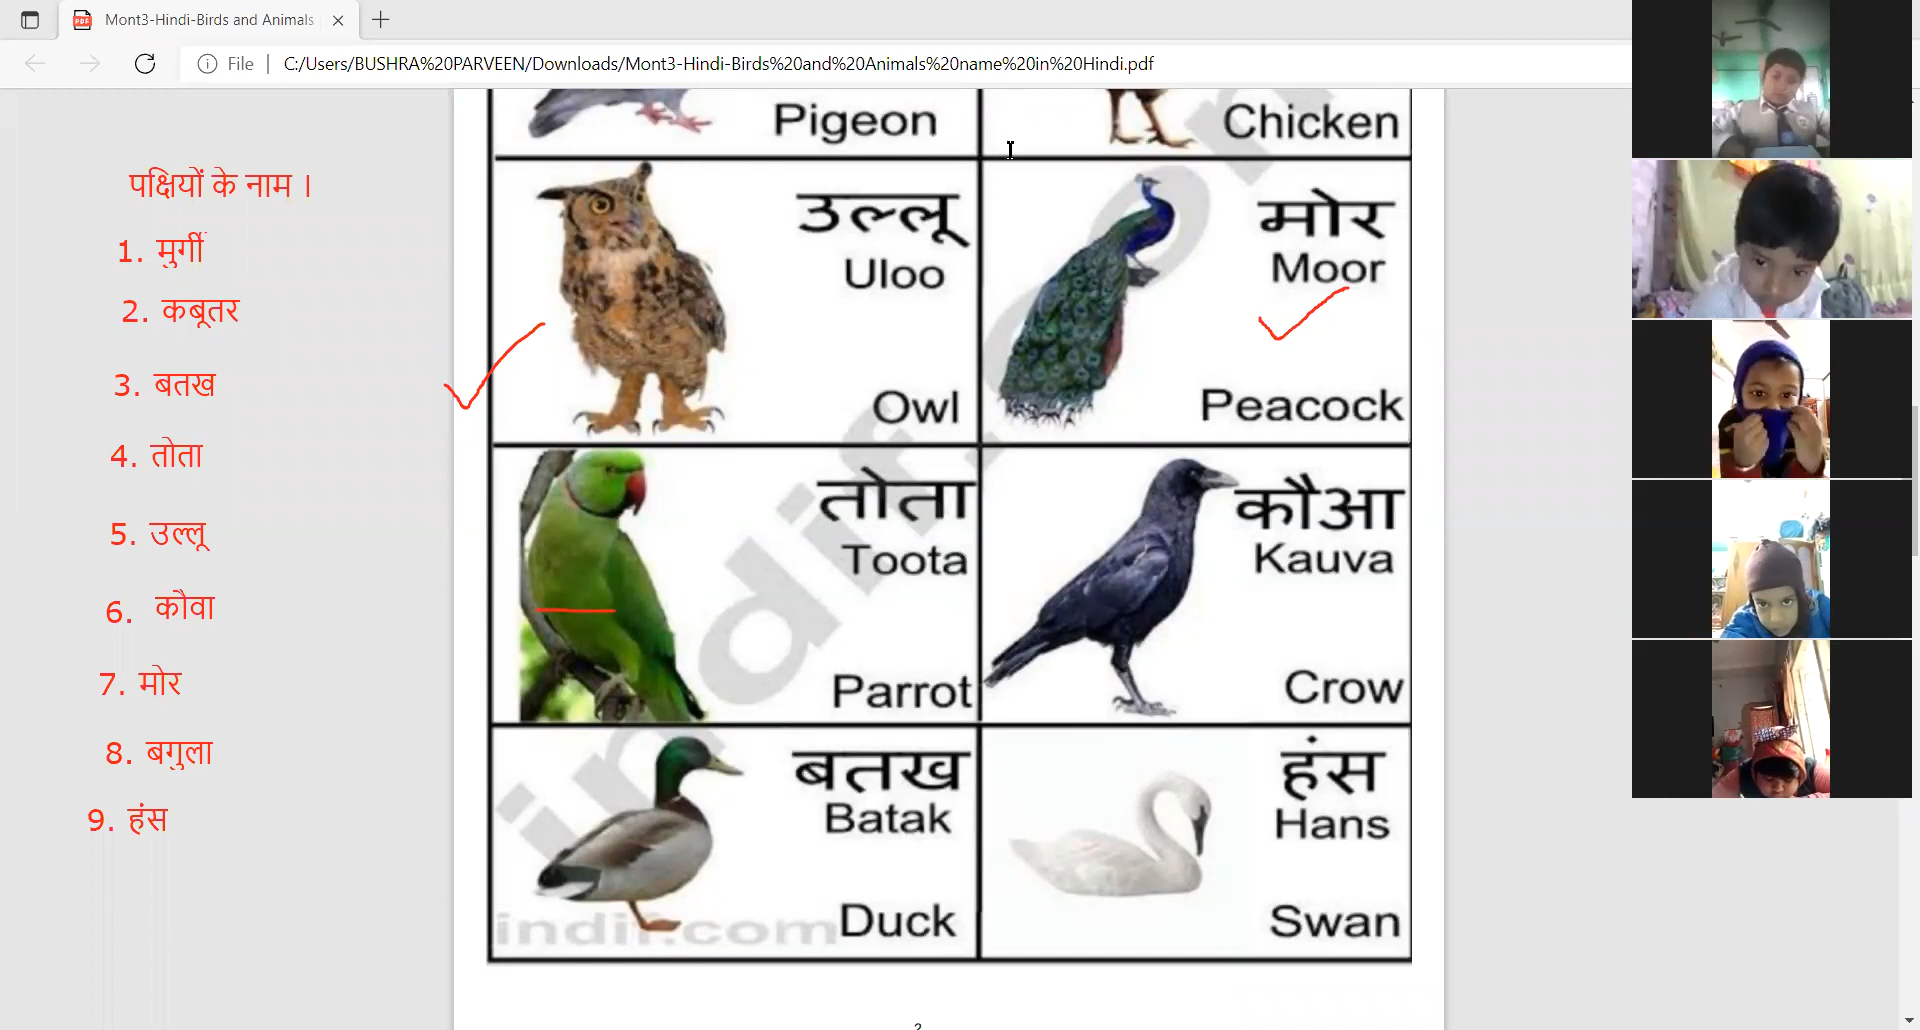 Mont3-Hindi-Birds and Animals
File
C:/Users/BUSHRA%20PARVEEN/Downloads/Mont3-Hindi-Birds%20and%20Animals%20name%20in%20Hindi.pdf
पक्षियों के नाम ।
1. मुर्गी
2. कबूतर
3. बतख
4. तोता
5. उल्लू
6. कौवा
7. मोर
8. बगुला
9. हंस
Pigeon
Chicken
उल्लू
Uloo
Owl
मोर
Moor
Peacock
तोता
Toota
Parrot
कौआ
Kauva
Crow
बतख
Batak
Duck
हंस
Hans
Swan
indif.com
indif.com